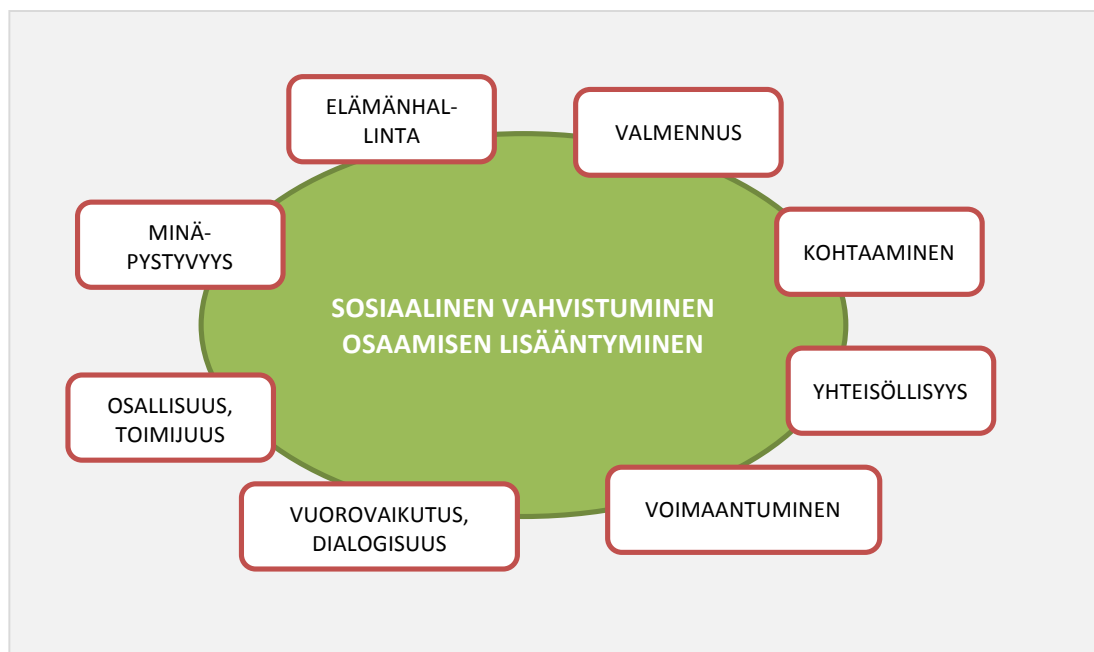 ELÄMÄNHAL-
LINTA
VALMENNUS
MINÄ-
PYSTYVYYS
KOHTAAMINEN
SOSIAALINEN VAHVISTUMINEN
OSAAMISEN LISÄÄNTYMINEN
YHTEISÖLLISYYS
OSALLISUUS,
TOIMIJUUS
VUOROVAIKUTUS,
DIALOGISUUS
VOIMAANTUMINEN